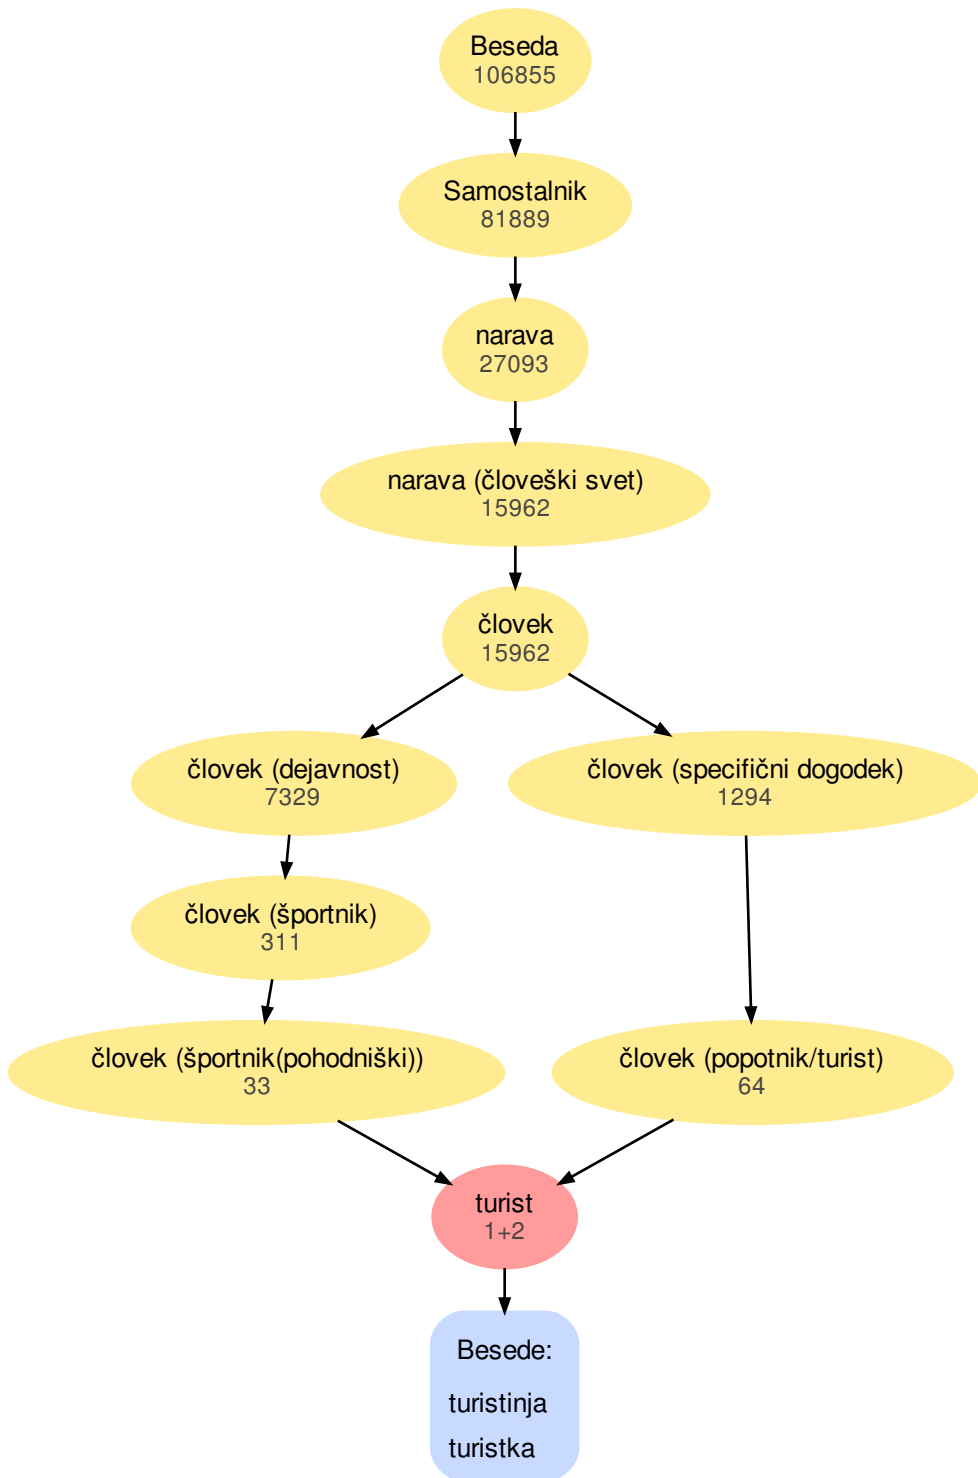 Beseda
106855
Samostalnik
81889
narava
27093
narava (človeški svet)
15962
človek
15962
človek (dejavnost)
7329
človek (specifični dogodek)
1294
človek (športnik)
311
človek (športnik(pohodniški))
33
človek (popotnik/turist)
64
turist
1+2
Besede:
turistinja
turistka